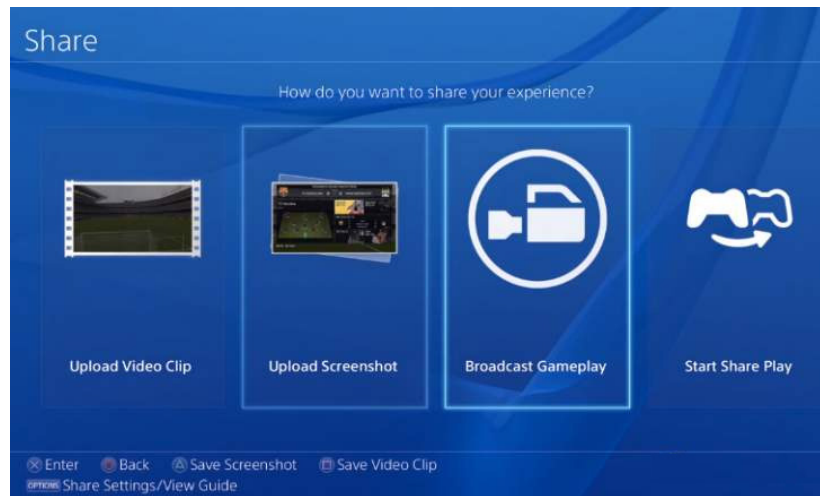 Share
How do you want to share your experience?
Upload Video Clip
Upload Screenshot
Broadcast Gameplay
Start Share Play
Enter Back Save Screenshot Save Video Clip
OPTIONS Share Settings/View Guide